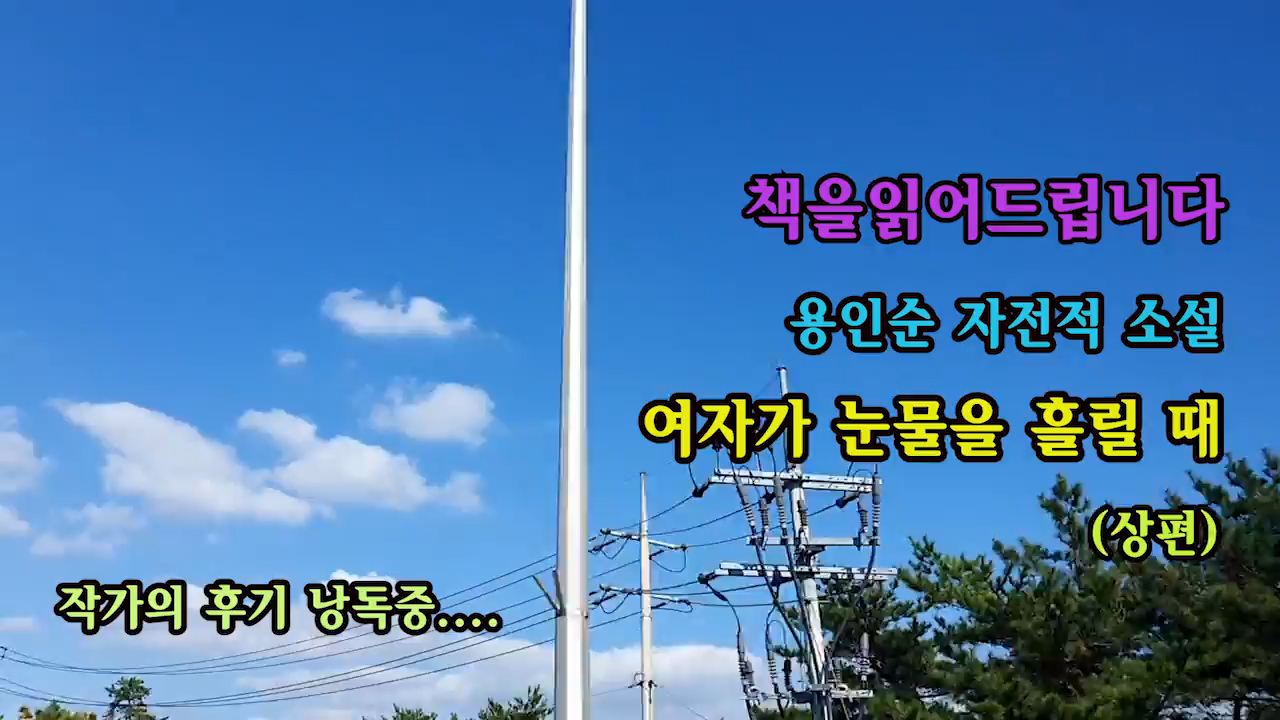 책을읽어드립니다
용인순 자전적 소설
여자가 눈물을 흘릴 때
(상편)
작가의 후기 낭독중....